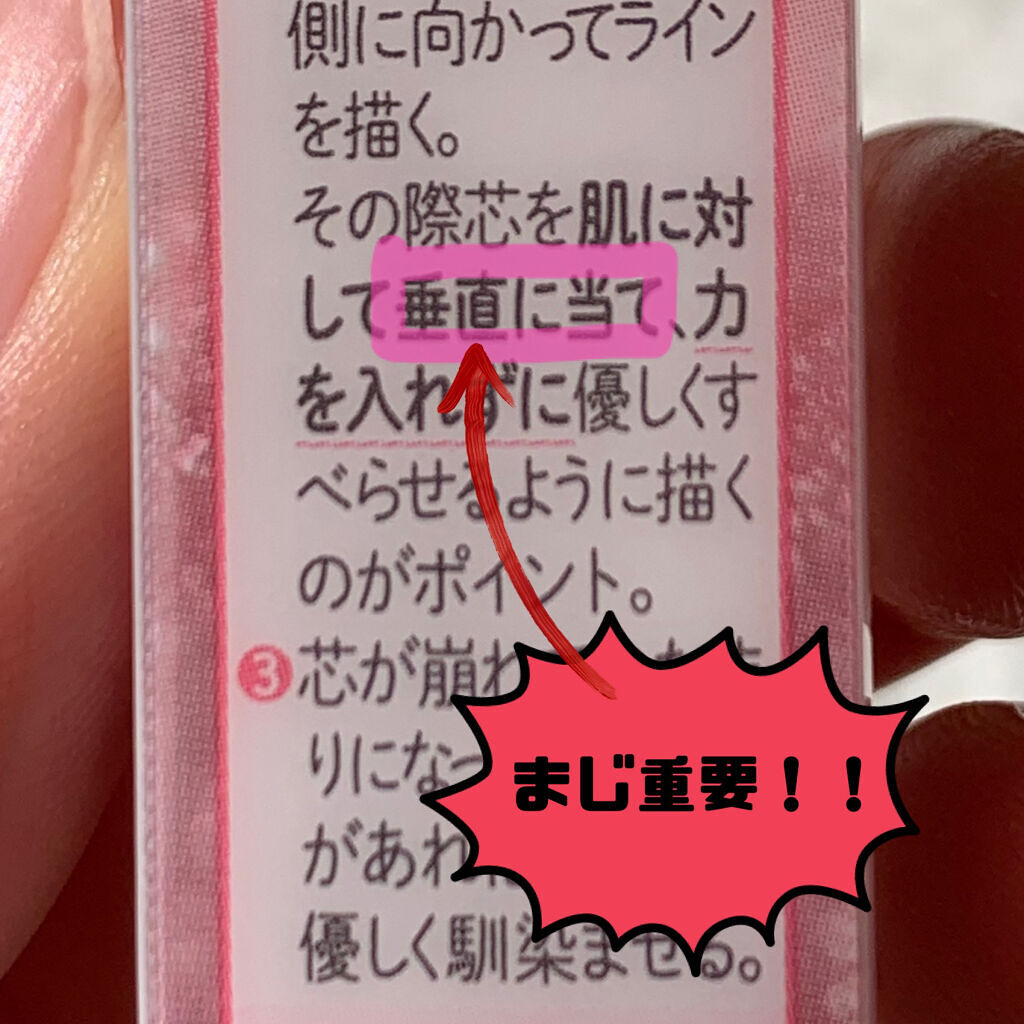 側に向かってライン
を描く。
その際芯を肌に対
して垂直に当て、力
を入れずに優しくす
べらせるように描く
のがポイント。
③芯が崩れ
りになっ
があれ
優しく馴染ませる。
まじ重要！！